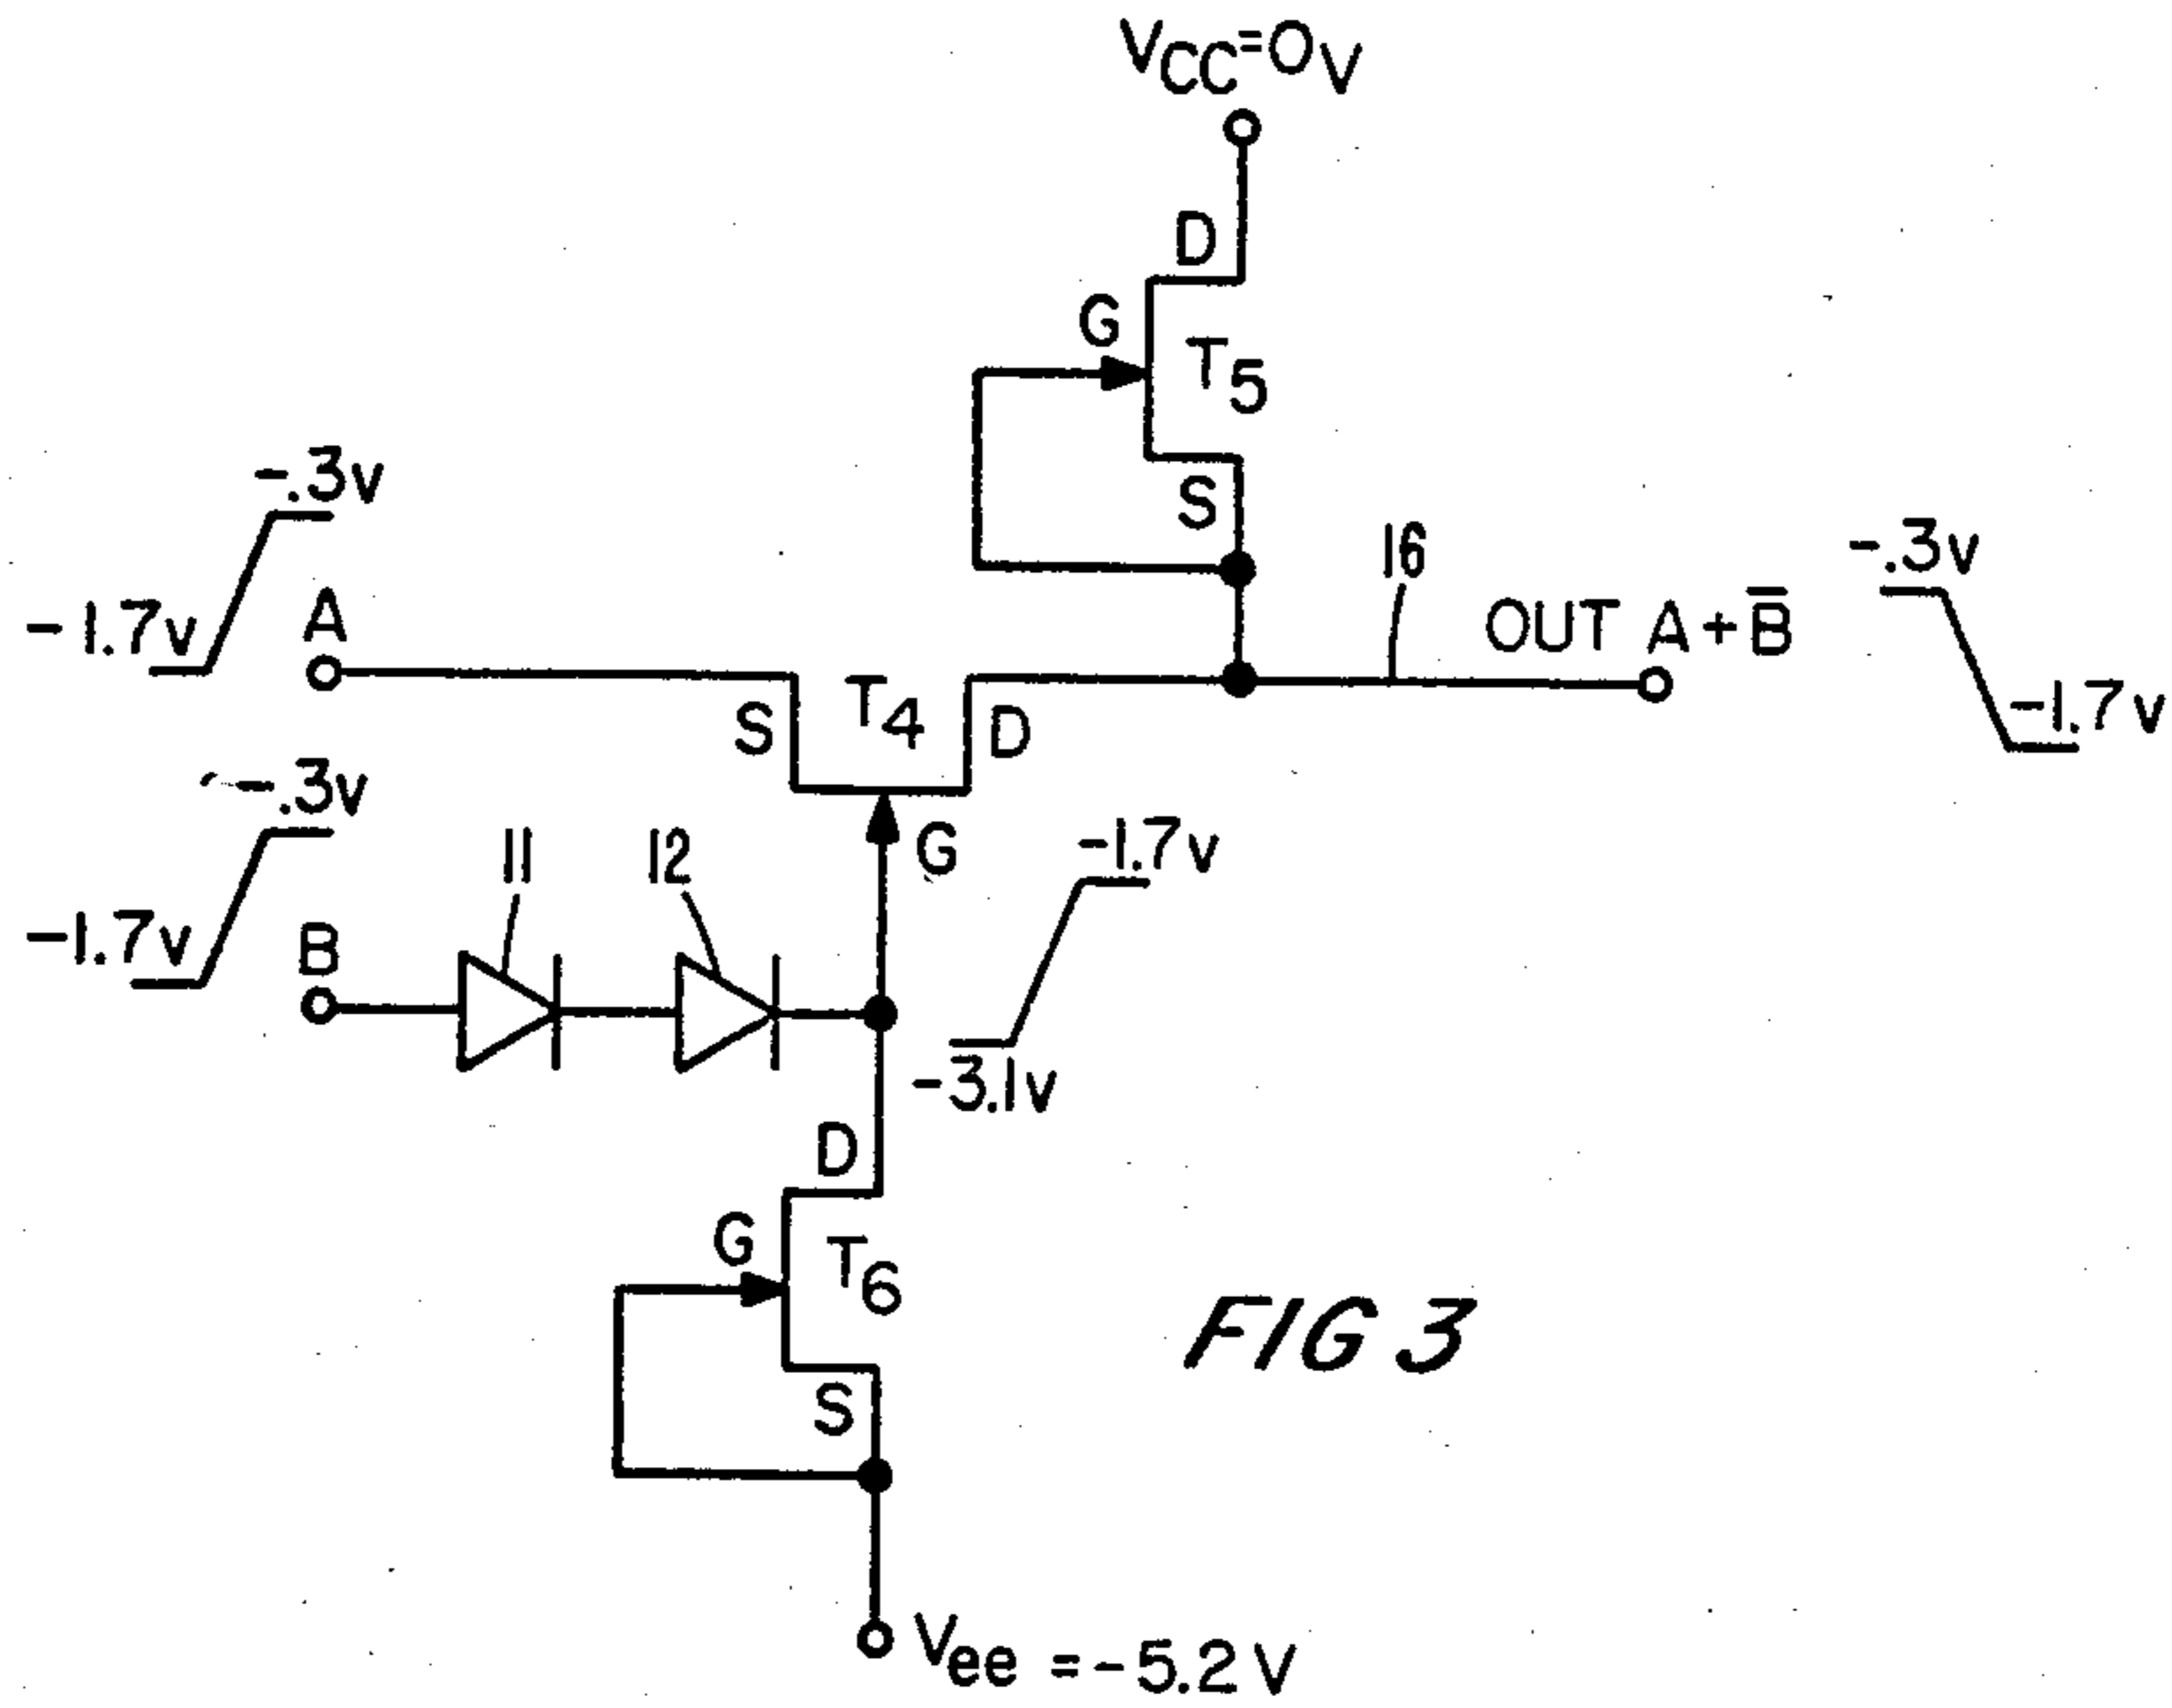 VCC=0V
D
G
T5
S
-.3v
-1.7v
A
16
-.3v
OUT A+B̅
-1.7v
S
T4
D
-.3v
-1.7v
B
11
12
G
-1.7v
-3.1v
D
G
T6
S
FIG 3
Vee =-5.2V